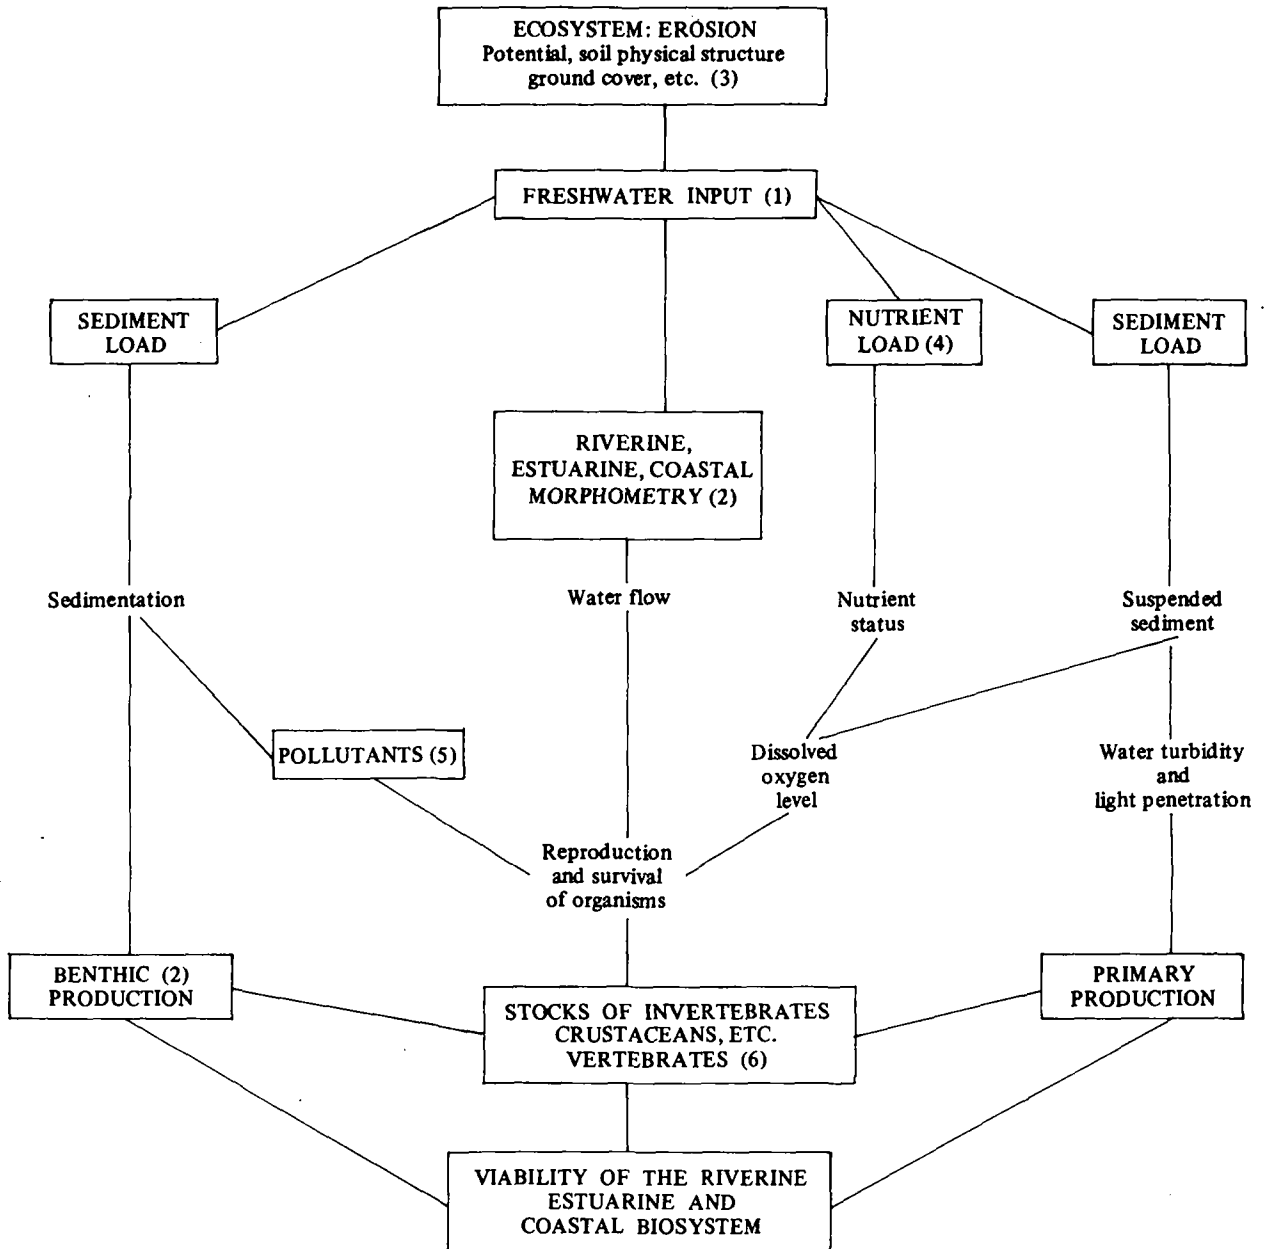 ECOSYSTEM: EROSION
Potential, soil physical structure
ground cover, etc. (3)
FRESHWATER INPUT (1)
SEDIMENT
LOAD
NUTRIENT
LOAD (4)
SEDIMENT
LOAD
RIVERINE,
ESTUARINE, COASTAL
MORPHOMETRY (2)
Sedimentation
Water flow
Nutrient
status
Suspended
sediment
POLLUTANTS (5)
Dissolved
oxygen
level
Water turbidity
and
light penetration
Reproduction
and survival
of organisms
BENTHIC (2)
PRODUCTION
STOCKS OF INVERTEBRATES
CRUSTACEANS, ETC.
VERTEBRATES (6)
PRIMARY
PRODUCTION
VIABILITY OF THE RIVERINE
ESTUARINE AND
COASTAL BIOSYSTEM